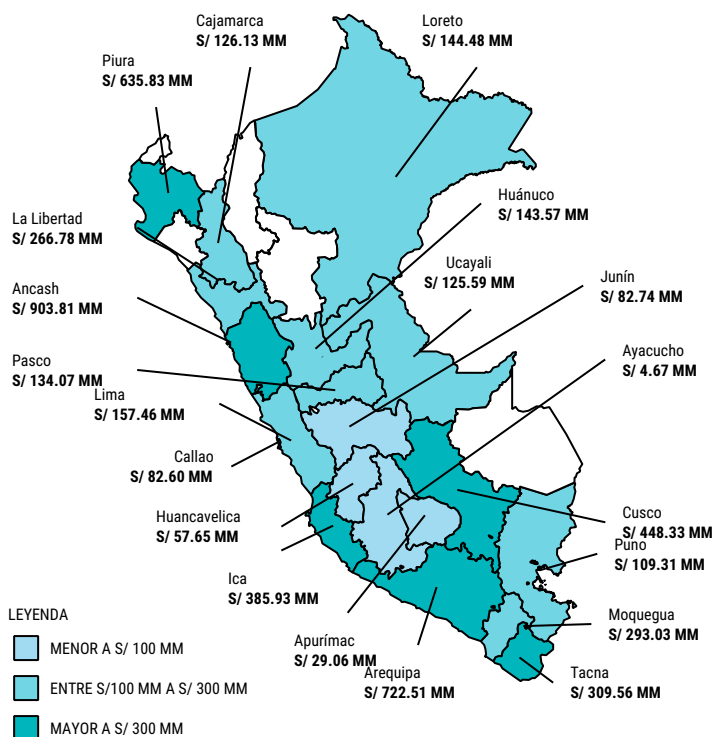 Cajamarca
S/ 126.13 MM
Loreto
S/ 144.48 MM
Piura
S/ 635.83 MM
Huánuco
S/ 143.57 MM
La Libertad
S/ 266.78 MM
Ucayali
S/ 125.59 MM
Junín
S/ 82.74 MM
Ancash
S/ 903.81 MM
Ayacucho
S/ 4.67 MM
Pasco
S/ 134.07 MM
Lima
S/ 157.46 MM
Callao
S/ 82.60 MM
Huancavelica
S/ 57.65 MM
Cusco
S/ 448.33 MM
Puno
S/ 109.31 MM
Ica
S/ 385.93 MM
Moquegua
S/ 293.03 MM
Apurímac
S/ 29.06 MM
Arequipa
S/ 722.51 MM
Tacna
S/ 309.56 MM
LEYENDA
MENOR A S/ 100 MM
ENTRE S/100 MM A S/ 300 MM
MAYOR A S/ 300 MM